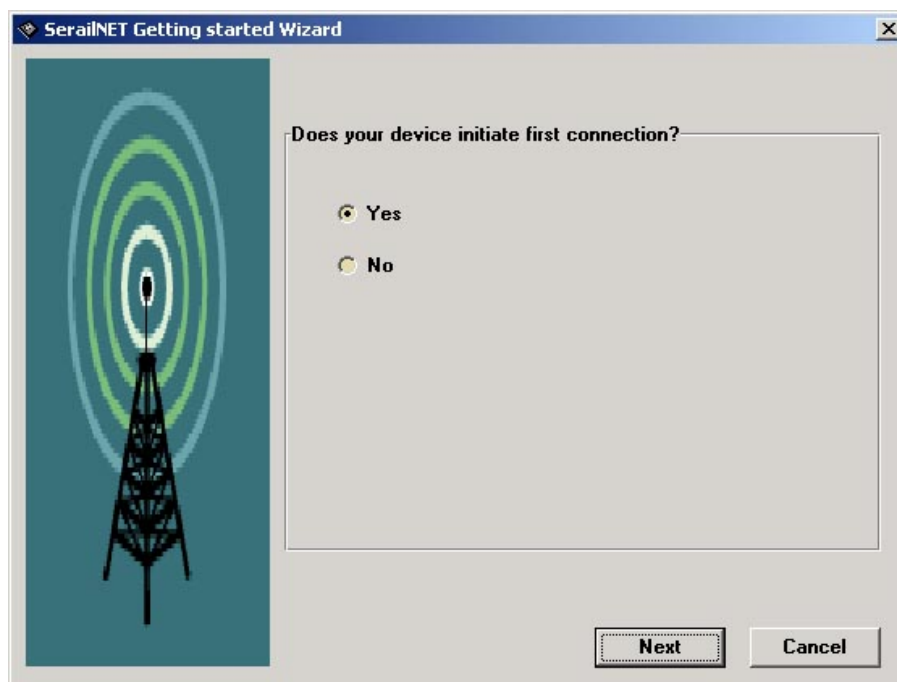 SerailNET Getting started Wizard
Does your device initiate first connection?
Yes
No
Next
Cancel